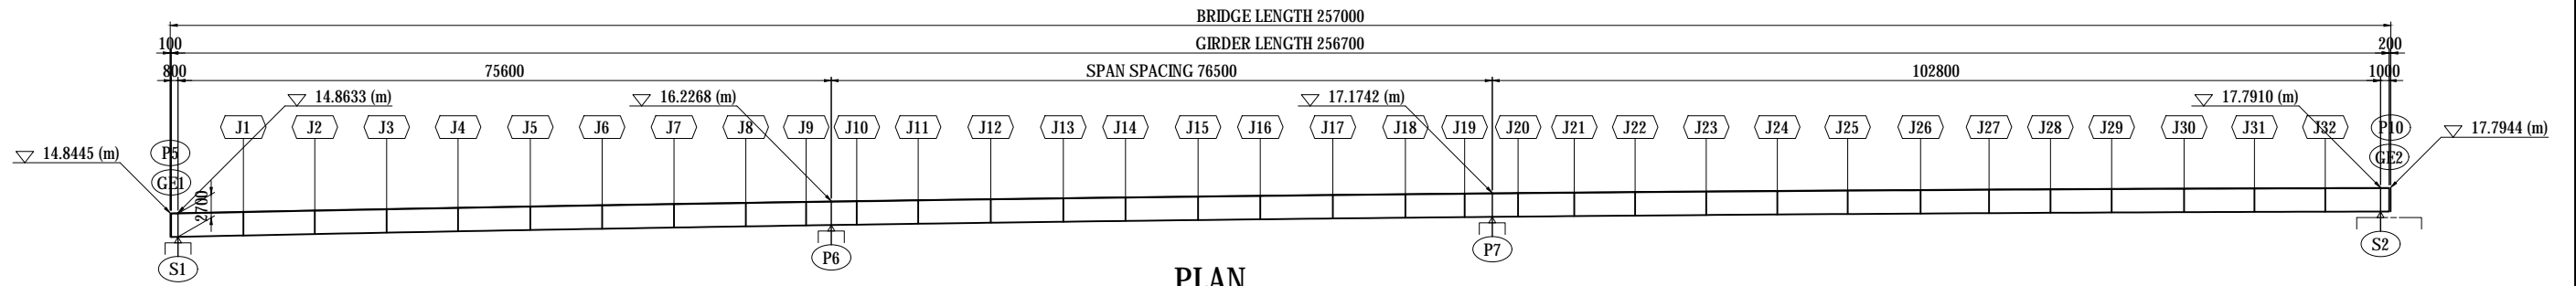 BRIDGE LENGTH 257000
100 GIRDER LENGTH 256700 200
800 75600 SPAN SPACING 76500 102800 1000
14.8633 (m) 16.2268 (m) 17.1742 (m) 17.7910 (m)
J1 J2 J3 J4 J5 J6 J7 J8 J9 J10 J11 J12 J13 J14 J15 J16 J17 J18 J19 J20 J21 J22 J23 J24 J25 J26 J27 J28 J29 J30 J31 J32 P10
14.8445 (m) P5 17.7944 (m)
GE1 GE2
2700
S1 P6 P7 S2
PLAN